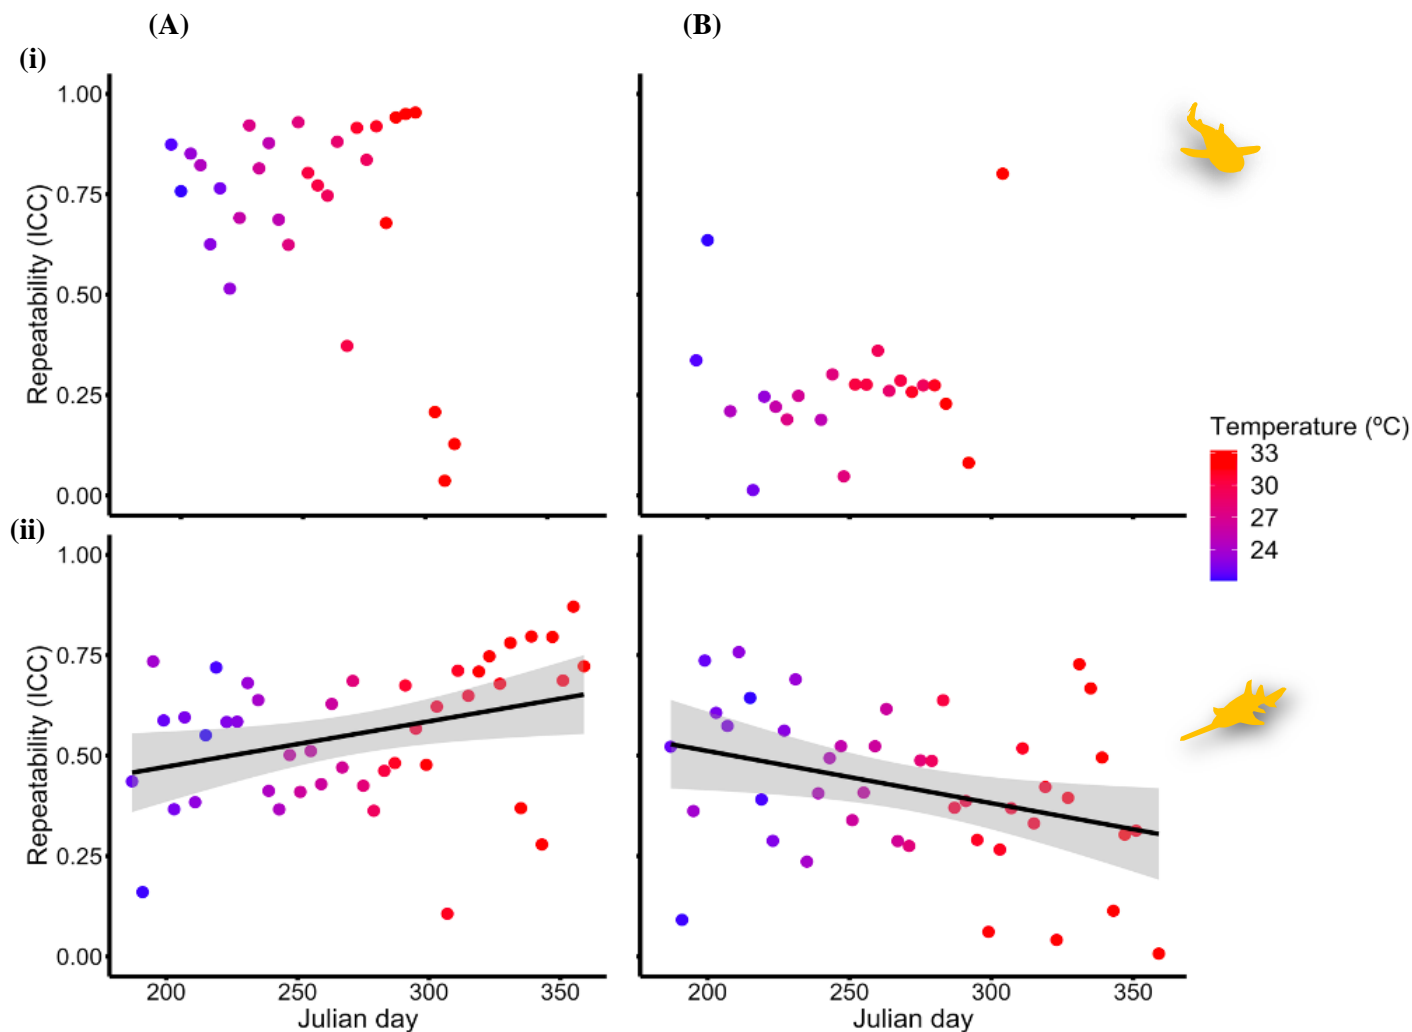 (A) (B)
(i)
1.00
0.75
0.50
0.25
0.00
Repeatability (ICC)
Temperature (ºC)
33
30
27
24
(ii)
1.00
0.75
0.50
0.25
0.00
Repeatability (ICC)
200 250 300 350 200 250 300 350
Julian day Julian day